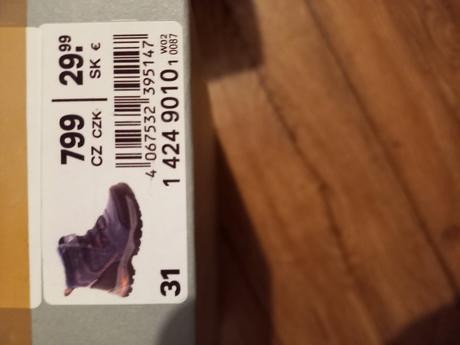 799 | 29.99
CZ CZK SK €
4 067532 395147
W02
1 0087
1 424 9010
31